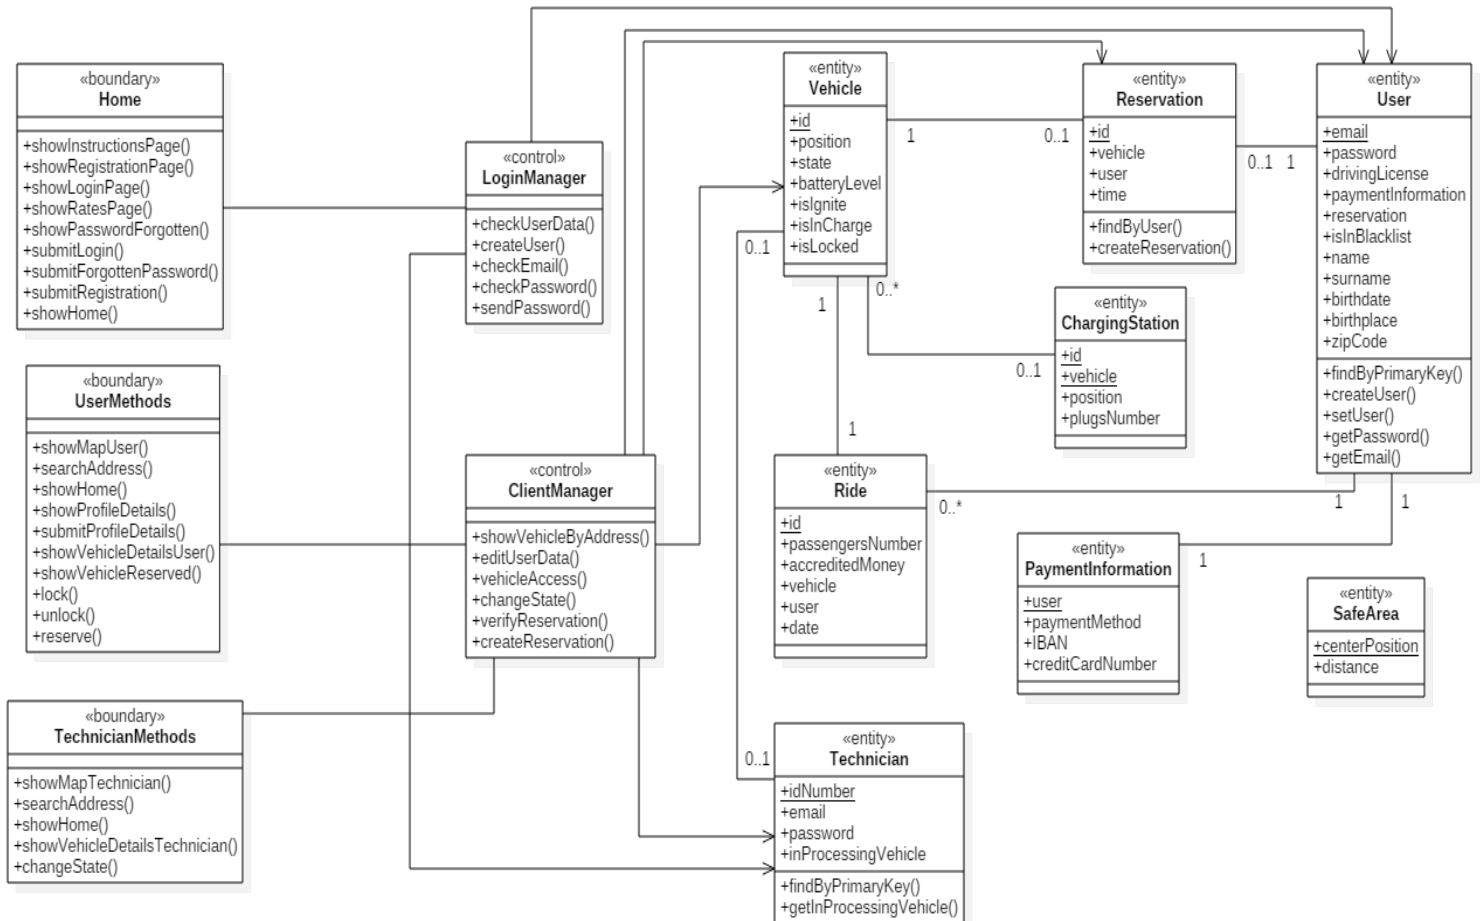 «boundary»
Home
+showInstructionsPage()
+showRegistrationPage()
+showLoginPage()
+showRatesPage()
+showPasswordForgotten()
+submitLogin()
+submitForgottenPassword()
+submitRegistration()
+showHome()
«control»
LoginManager
+checkUserData()
+createUser()
+checkEmail()
+checkPassword()
+sendPassword()
«entity»
Vehicle
+id
+position
+state
+batteryLevel
+isIgnite
+isInCharge
+isLocked
1
0..1
«entity»
Reservation
+id
+vehicle
+user
+time
+findByUser()
+createReservation()
0..1
1
«entity»
User
+email
+password
+drivingLicense
+paymentInformation
+reservation
+isInBlacklist
+name
+surname
+birthdate
+birthplace
+zipCode
+findByPrimaryKey()
+createUser()
+setUser()
+getPassword()
+getEmail()
0..1
1
0..*
«entity»
ChargingStation
+id
+vehicle
+position
+plugsNumber
0..1
«boundary»
UserMethods
+showMapUser()
+searchAddress()
+showHome()
+showProfileDetails()
+submitProfileDetails()
+showVehicleDetailsUser()
+showVehicleReserved()
+lock()
+unlock()
+reserve()
«control»
ClientManager
+showVehicleByAddress()
+editUserData()
+vehicleAccess()
+changeState()
+verifyReservation()
+createReservation()
1
«entity»
Ride
+id
+passengersNumber
+accreditedMoney
+vehicle
+user
+date
0..*
1
1
«entity»
PaymentInformation
+user
+paymentMethod
+IBAN
+creditCardNumber
1
«entity»
SafeArea
+centerPosition
+distance
«boundary»
TechnicianMethods
+showMapTechnician()
+searchAddress()
+showHome()
+showVehicleDetailsTechnician()
+changeState()
0..1
«entity»
Technician
+idNumber
+email
+password
+inProcessingVehicle
+findByPrimaryKey()
+getInProcessingVehicle()